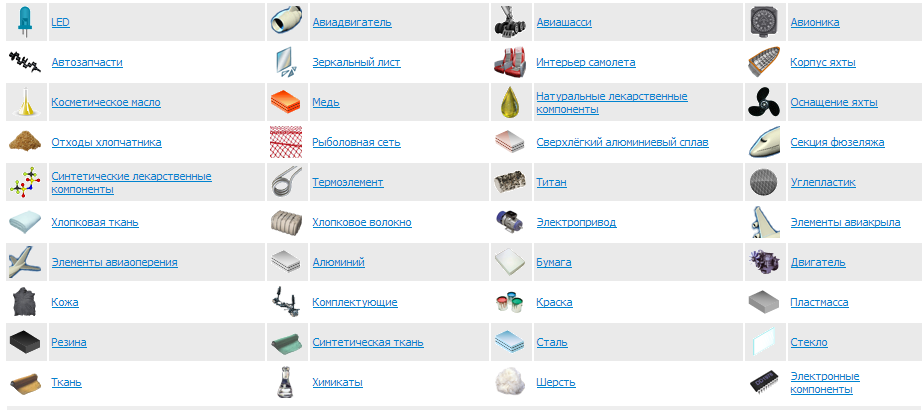 LED
Авиадвигатель
Авиашасси
Авионика
Автозапчасти
Зеркальный лист
Интерьер самолета
Корпус яхты
Косметическое масло
Медь
Натуральные лекарственные
компоненты
Оснащение яхты
Отходы хлопчатника
Рыболовная сеть
Сверхлёгкий алюминиевый сплав
Секция фюзеляжа
Синтетические лекарственные
компоненты
Термоэлемент
Титан
Углепластик
Хлопковая ткань
Хлопковое волокно
Электропривод
Элементы авиакрыла
Элементы авиаоперения
Алюминий
Бумага
Двигатель
Кожа
Комплектующие
Краска
Пластмасса
Резина
Синтетическая ткань
Сталь
Стекло
Ткань
Химикаты
Шерсть
Электронные
компоненты